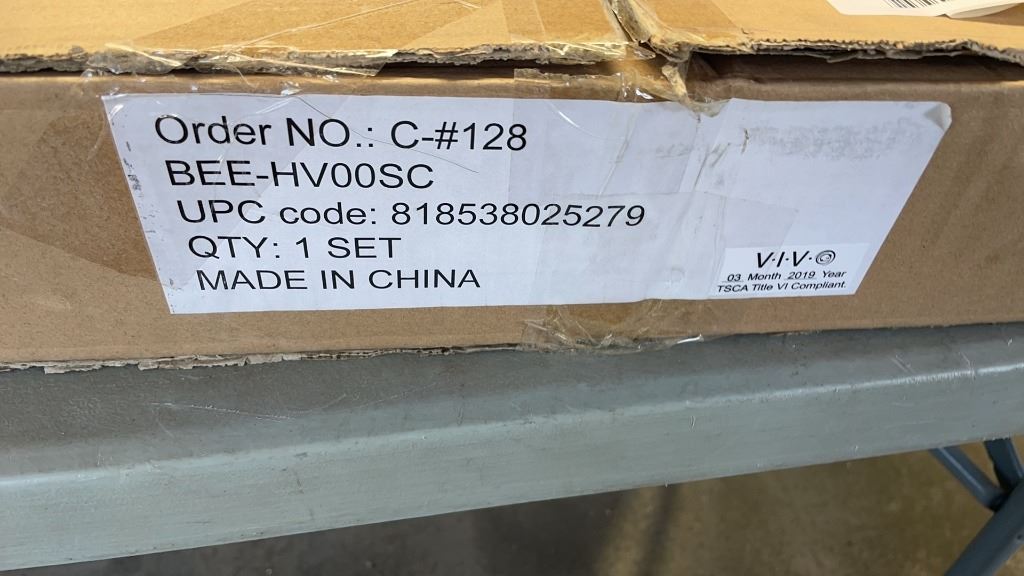 Order NO.: C-#128
BEE-HV00SC
UPC code: 818538025279
QTY: 1 SET
MADE IN CHINA
V·I·V·O
03 Month 2019 Year
TSCA Title VI Compliant.